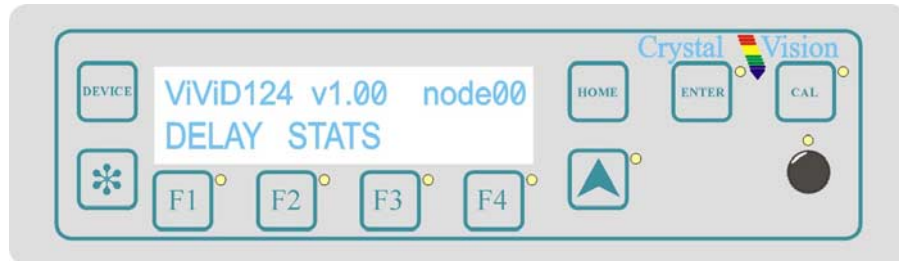 Crystal Vision
DEVICE
ViViD124 v1.00 node00
DELAY STATS
HOME
ENTER
CAL
F1
F2
F3
F4